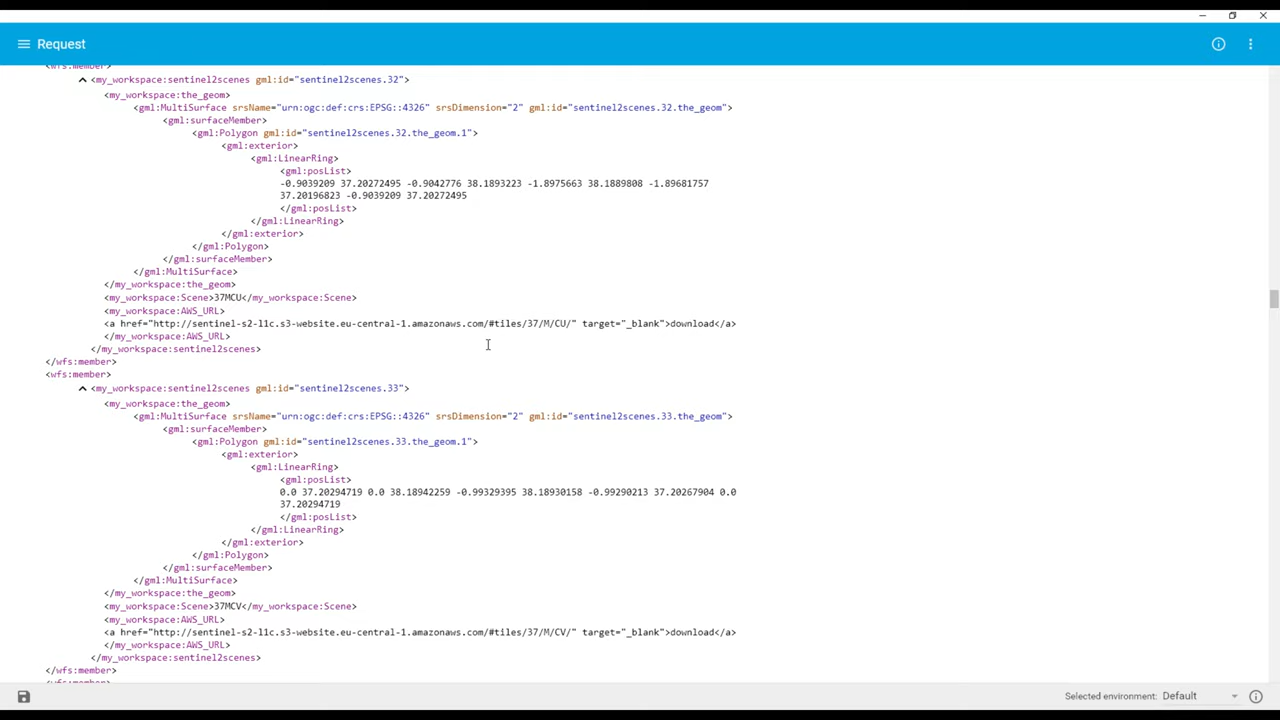 Request
<wfs:member>
<my_workspace:sentinel2scenes gml:id="sentinel2scenes.32">
<my_workspace:the_geom>
<gml:MultiSurface srsName="urn:ogc:def:crs:EPSG::4326" srsDimension="2" gml:id="sentinel2scenes.32.the_geom">
<gml:surfaceMember>
<gml:Polygon gml:id="sentinel2scenes.32.the_geom.1">
<gml:exterior>
<gml:LinearRing>
<gml:posList>
-0.9039209 37.20272495 -0.9042776 38.1893223 -1.8975663 38.1889808 -1.89681757
37.20196823 -0.9039209 37.20272495
</gml:posList>
</gml:LinearRing>
</gml:exterior>
</gml:Polygon>
</gml:surfaceMember>
</gml:MultiSurface>
</my_workspace:the_geom>
<my_workspace:Scene>37MCU</my_workspace:Scene>
<my_workspace:AWS_URL>
<a href="http://sentinel-s2-l1c.s3-website.eu-central-1.amazonaws.com/#tiles/37/M/CU/" target="_blank">download</a>
</my_workspace:AWS_URL>
</my_workspace:sentinel2scenes>
</wfs:member>
<wfs:member>
<my_workspace:sentinel2scenes gml:id="sentinel2scenes.33">
<my_workspace:the_geom>
<gml:MultiSurface srsName="urn:ogc:def:crs:EPSG::4326" srsDimension="2" gml:id="sentinel2scenes.33.the_geom">
<gml:surfaceMember>
<gml:Polygon gml:id="sentinel2scenes.33.the_geom.1">
<gml:exterior>
<gml:LinearRing>
<gml:posList>
0.0 37.20294719 0.0 38.18942259 -0.99329395 38.18930158 -0.99290213 37.20267904 0.0
37.20294719
</gml:posList>
</gml:LinearRing>
</gml:exterior>
</gml:Polygon>
</gml:surfaceMember>
</gml:MultiSurface>
</my_workspace:the_geom>
<my_workspace:Scene>37MCV</my_workspace:Scene>
<my_workspace:AWS_URL>
<a href="http://sentinel-s2-l1c.s3-website.eu-central-1.amazonaws.com/#tiles/37/M/CV/" target="_blank">download</a>
</my_workspace:AWS_URL>
</my_workspace:sentinel2scenes>
</wfs:member>
<wfs:member>
Selected environment: Default